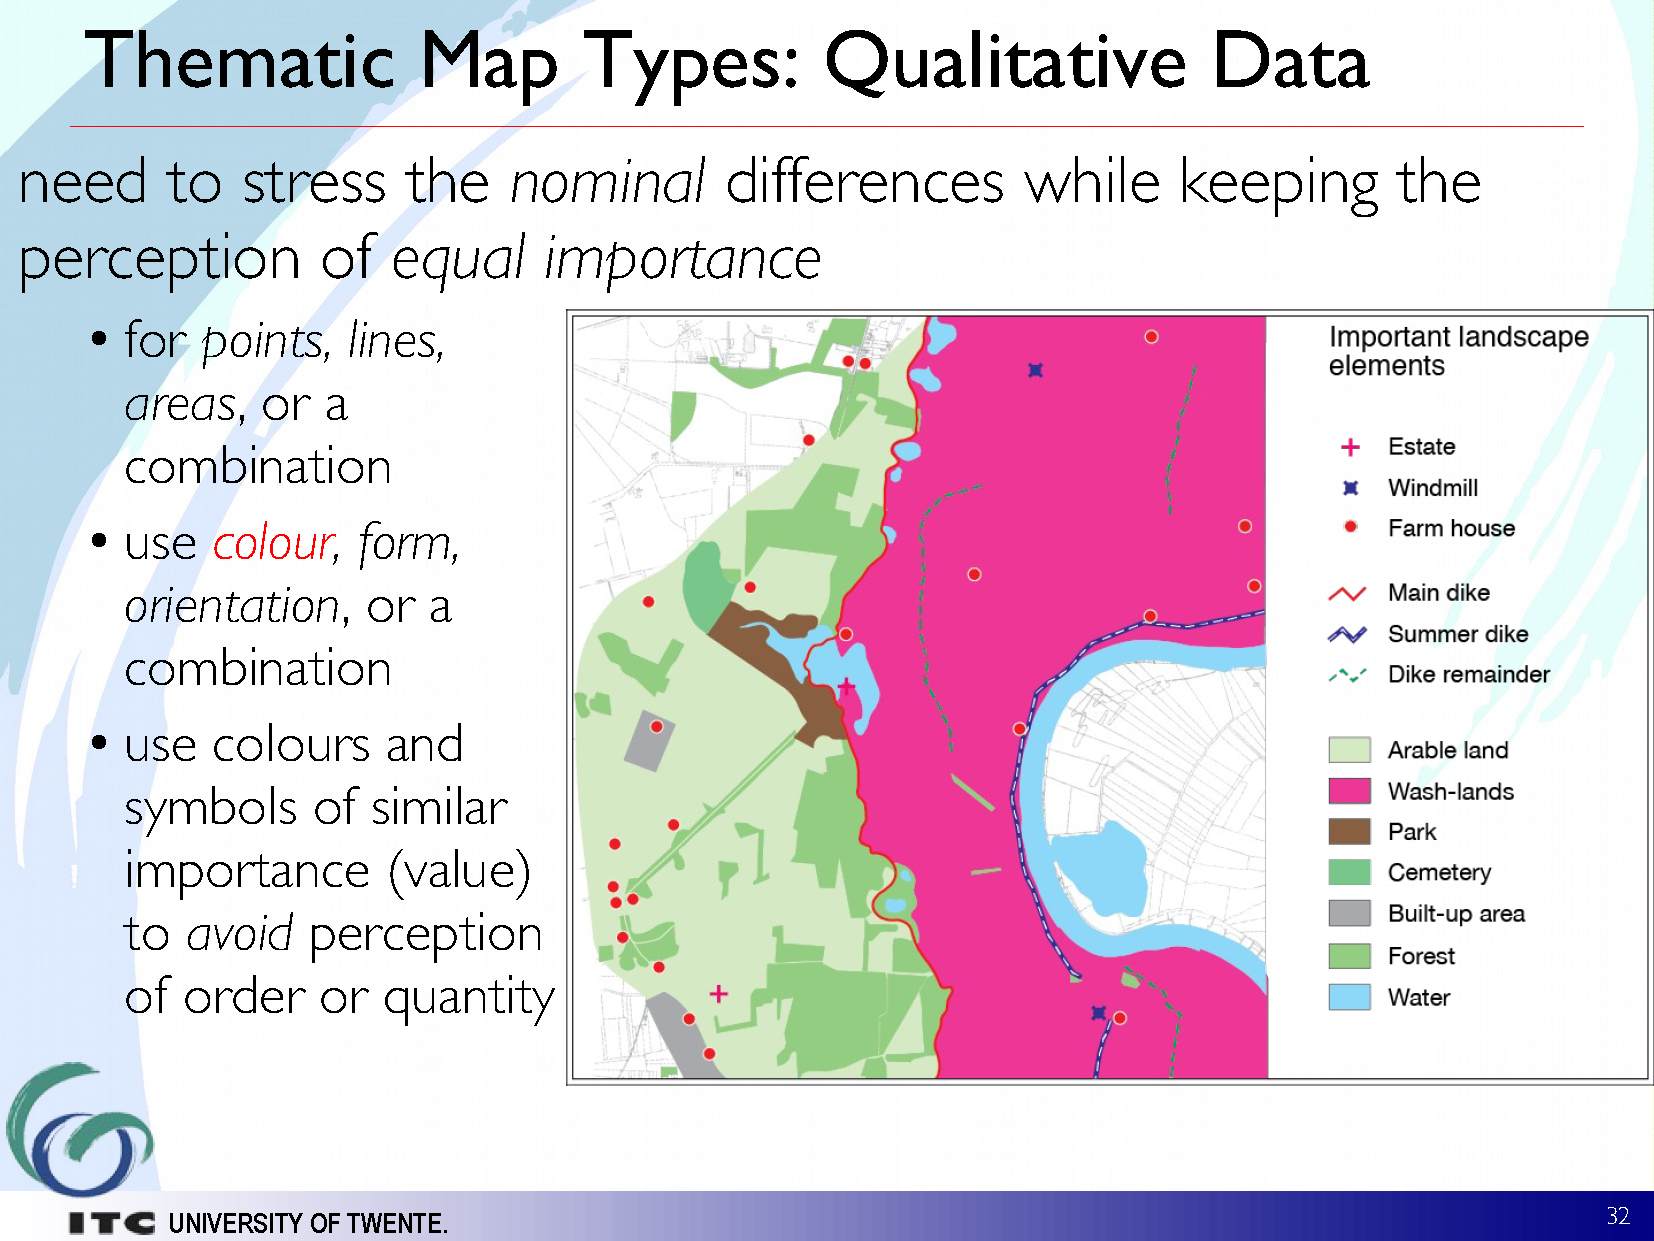 Thematic Map Types: Qualitative Data
need to stress the nominal differences while keeping the
perception of equal importance
• for points, lines,
areas, or a
combination
• use colour, form,
orientation, or a
combination
• use colours and
symbols of similar
importance (value)
to avoid perception
of order or quantity
Important landscape
elements
Estate
Windmill
Farm house
Main dike
Summer dike
Dike remainder
Arable land
Wash-lands
Park
Cemetery
Built-up area
Forest
Water
ITC UNIVERSITY OF TWENTE.
32